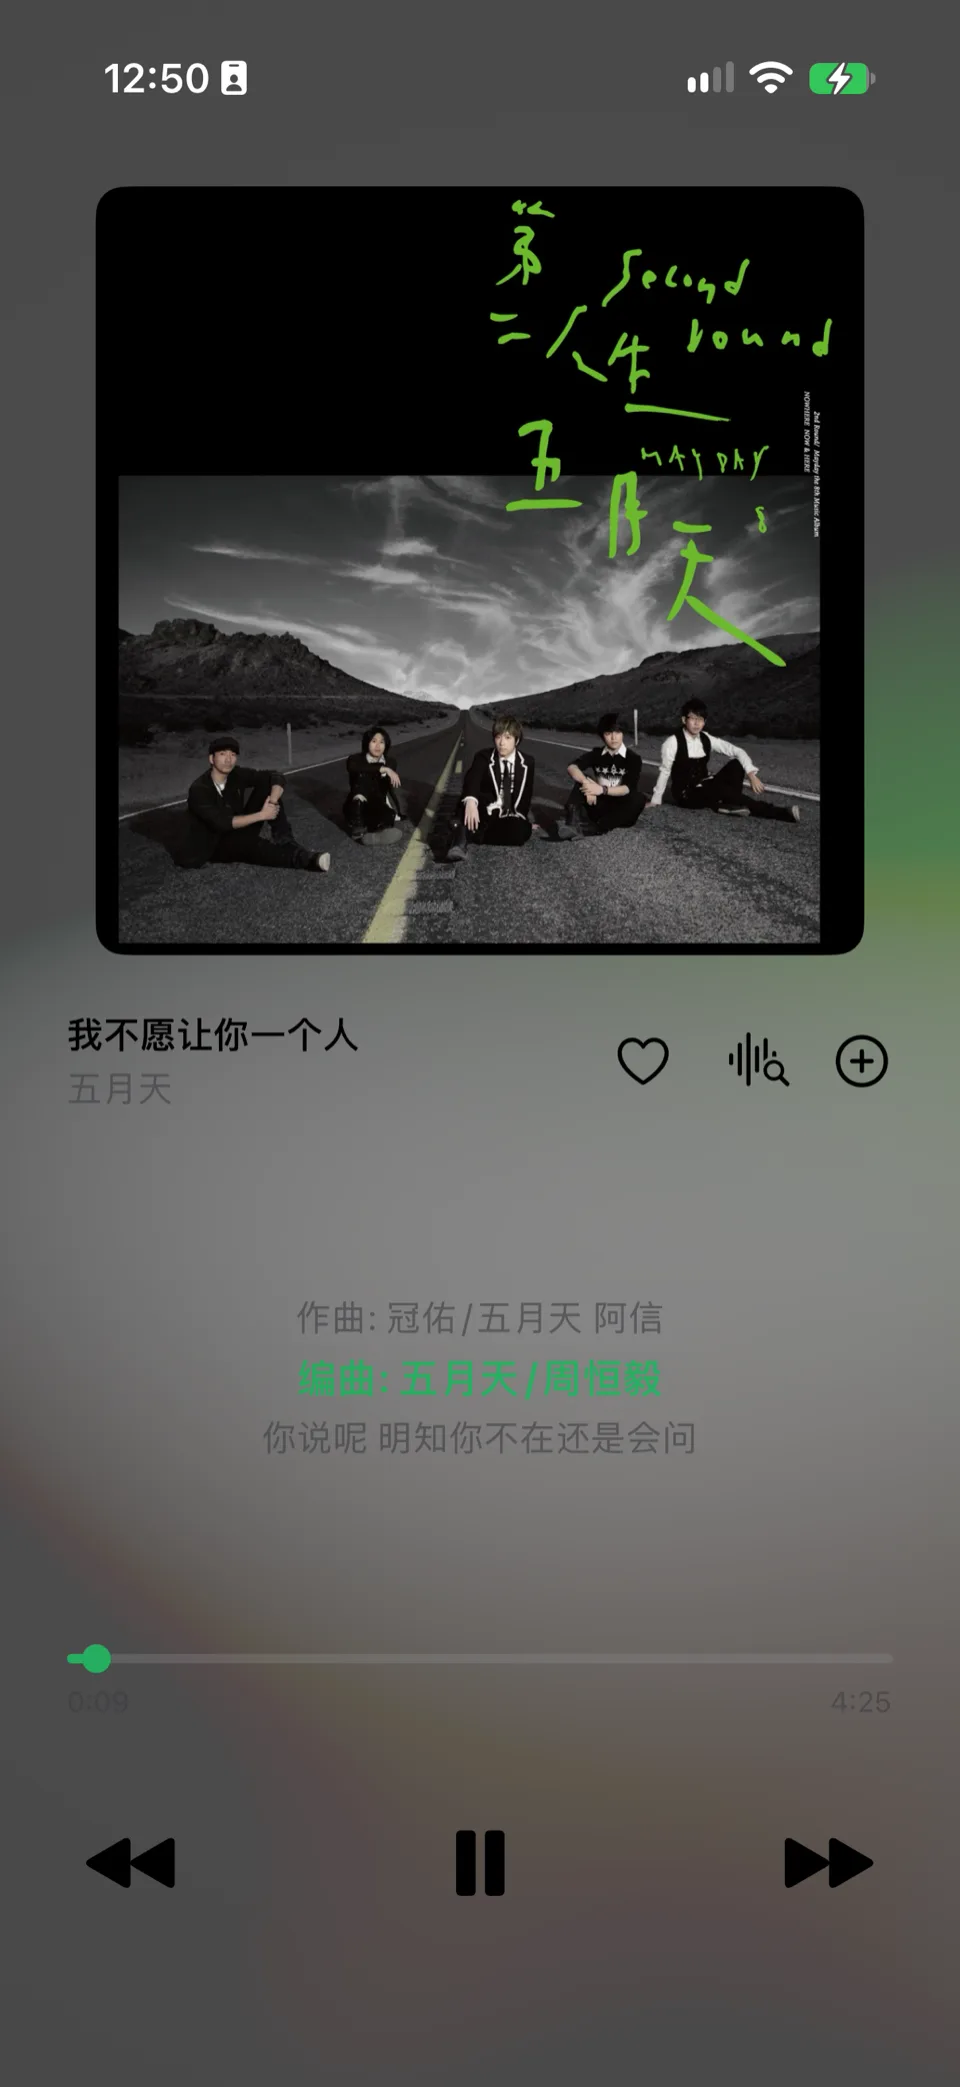 12:50
第
二人生
Second
round
五月天
MAYDAY
8
2nd Round/ Mayday the 8th Music Album
NOWHERE NOW & HERE
我不愿让你一个人
五月天
作曲: 冠佑/五月天 阿信
编曲: 五月天/周恒毅
你说呢 明知你不在还是会问
0:09
4:25